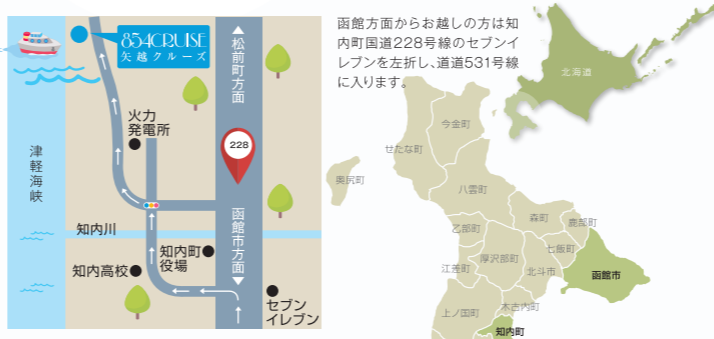 854CRUISE
矢越クルーズ
松前町方面
228
函館市方面
火力
発電所
津軽海峡
知内川
知内町
役場
知内高校
セブン
イレブン
函館方面からお越しの方は知
内町国道228号線のセブンイ
レブンを左折し、道道531号線
に入ります。
北海道
今金町
せたな町
奥尻町
八雲町
森町
鹿部町
乙部町
七飯町
厚沢部町
江差町
北斗市
函館市
木古内町
上ノ国町
知内町